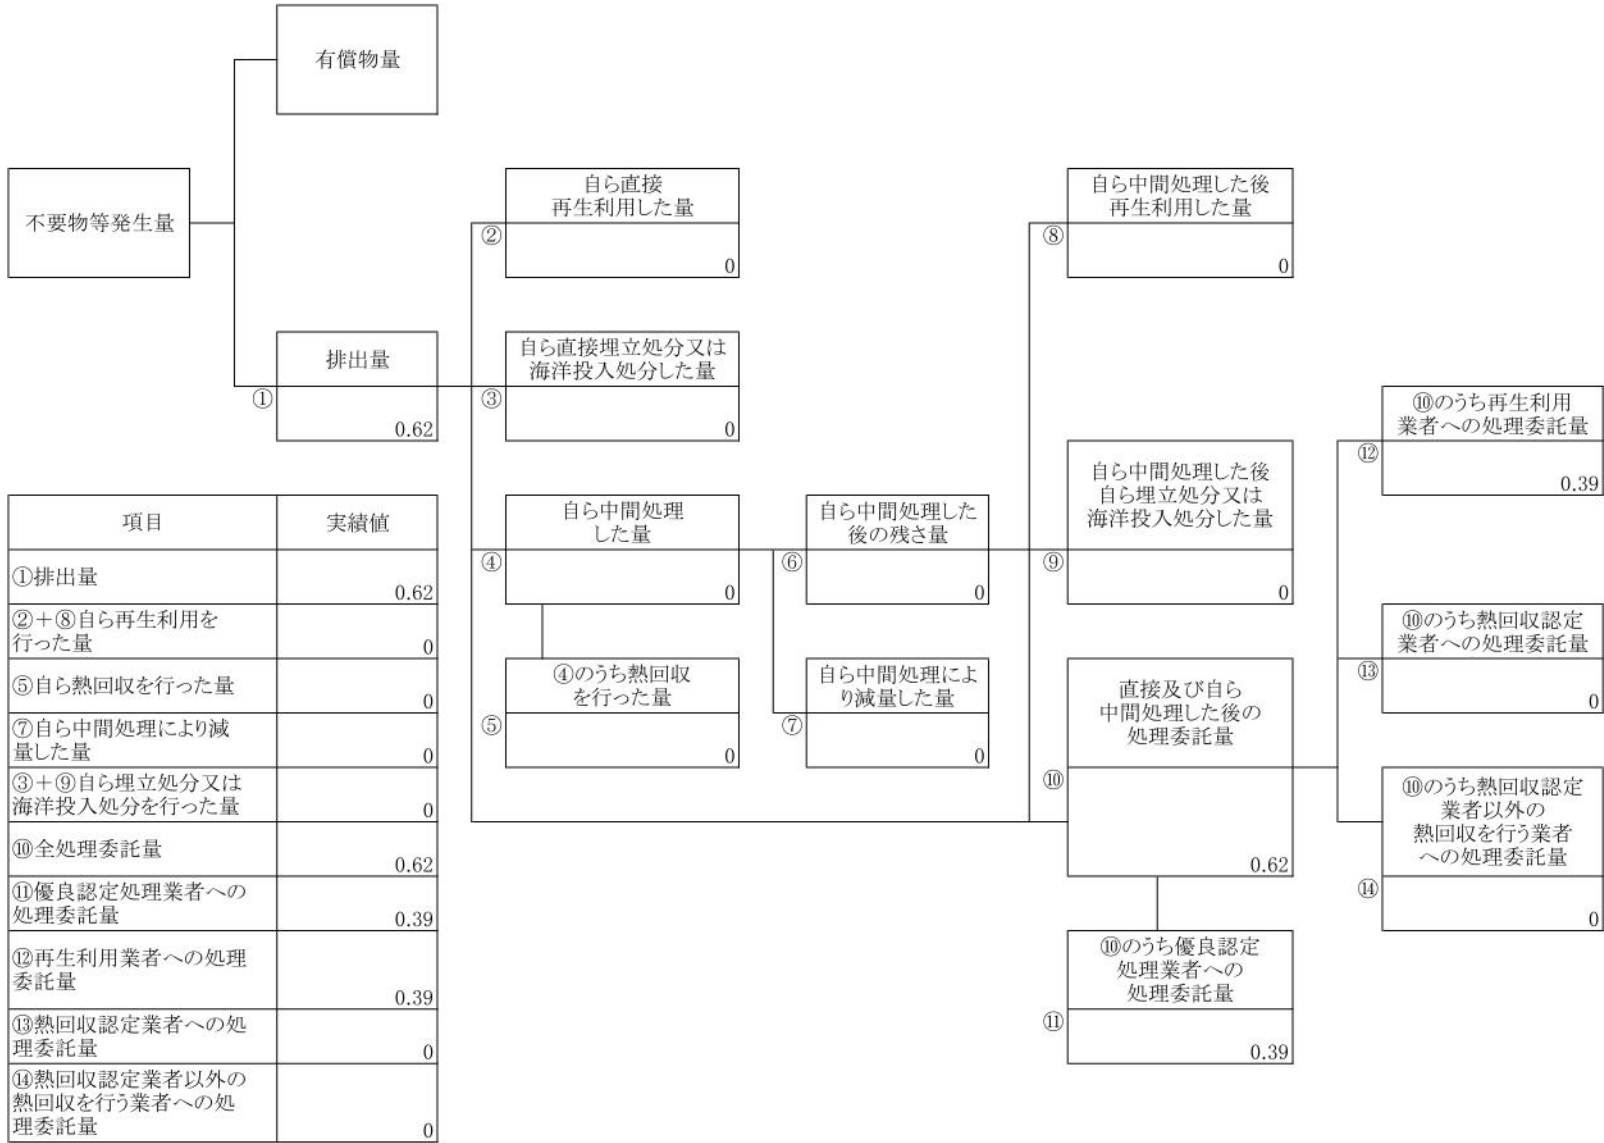 有償物量
不要物等発生量
排出量
①
0.62
自ら直接
再生利用した量
②
0
自ら直接埋立処分又は
海洋投入処分した量
③
0
自ら中間処理
した量
④
0
④のうち熱回収
を行った量
⑤
0
自ら中間処理した
後の残さ量
⑥
0
自ら中間処理によ
り減量した量
⑦
0
自ら中間処理した後
再生利用した量
⑧
0
自ら中間処理した後
自ら埋立処分又は
海洋投入処分した量
⑨
0
直接及び自ら
中間処理した後の
処理委託量
⑩
0.62
⑩のうち優良認定
処理業者への
処理委託量
⑪
0.39
⑩のうち再生利用
業者への処理委託量
⑫
0.39
⑩のうち熱回収認定
業者への処理委託量
⑬
0
⑩のうち熱回収認定
業者以外の
熱回収を行う業者
への処理委託量
⑭
0
項目 実績値
①排出量
0.62
②＋⑧自ら再生利用を
行った量
0
⑤自ら熱回収を行った量
0
⑦自ら中間処理により減
量した量
0
③＋⑨自ら埋立処分又は
海洋投入処分を行った量
0
⑩全処理委託量
0.62
⑪優良認定処理業者への
処理委託量
0.39
⑫再生利用業者への処理
委託量
0.39
⑬熱回収認定業者への処
理委託量
0
⑭熱回収認定業者以外の
熱回収を行う業者への処
理委託量
0